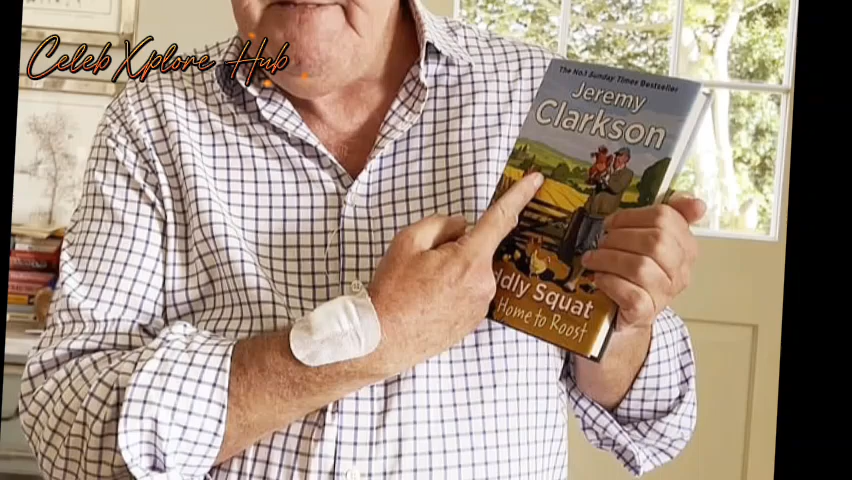 Celeb Xplore Hub
The No.1 Sunday Times Bestseller
Jeremy
Clarkson
ddly Squat
Home to Roost